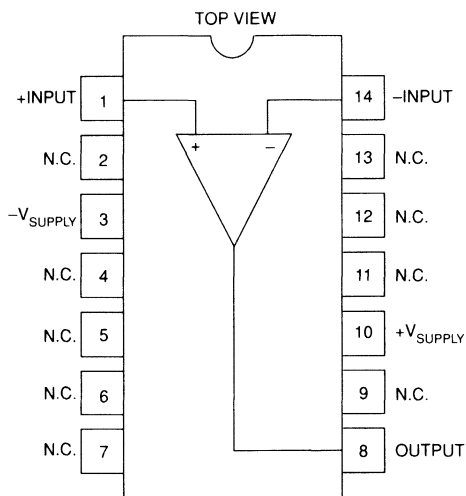 TOP VIEW
+INPUT 1 14 –INPUT
+ –
N.C. 2 13 N.C.
–VSUPPLY 3 12 N.C.
N.C. 4 11 N.C.
N.C. 5 10 +VSUPPLY
N.C. 6 9 N.C.
N.C. 7 8 OUTPUT